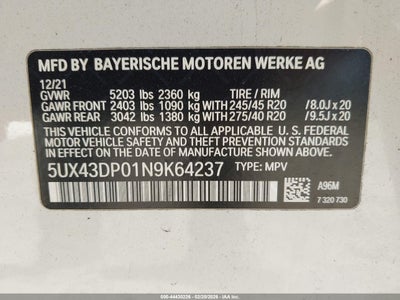 MFD BY BAYERISCHE MOTOREN WERKE AG
12/21
GVWR 5203 lbs 2360 kg TIRE / RIM
GAWR FRONT 2403 lbs 1090 kg WITH 245/45 R20 / 8.0J x 20
GAWR REAR 3042 lbs 1380 kg WITH 275/40 R20 / 9.5J x 20
THIS VEHICLE CONFORMS TO ALL APPLICABLE U.S. FEDERAL MOTOR
VEHICLE SAFETY STANDARDS IN EFFECT ON THE DATE OF
MANUFACTURE SHOWN ABOVE.
5UX43DP01N9K64237 TYPE: MPV
A96M
7 320 730